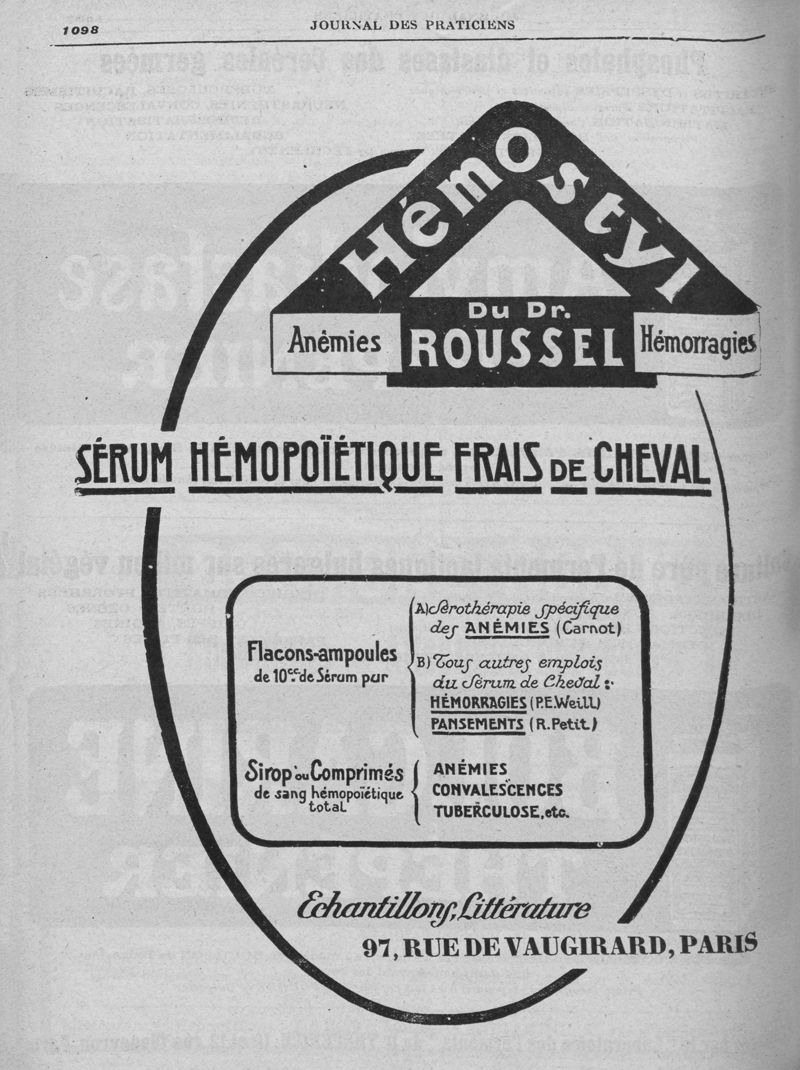 1098
JOURNAL DES PRATICIENS
HémOstyl
Du Dr.
Anémies
ROUSSEL
Hémorragies
SÉRUM HÉMOPOÏÉTIQUE FRAIS DE CHEVAL
Flacons-ampoules
de 10cc. de Sérum pur
A) Sérothérapie spécifique
des ANÉMIES (Carnot)
B) Tous autres emplois
du Sérum de Cheval :
HÉMORRAGIES (P.E.Weill)
PANSEMENTS (R.Petit)
Sirop ou Comprimés
de sang hémopoïétique
total
ANÉMIES
CONVALESCENCES
TUBERCULOSE, etc.
Echantillons, Littérature
97, RUE DE VAUGIRARD, PARIS